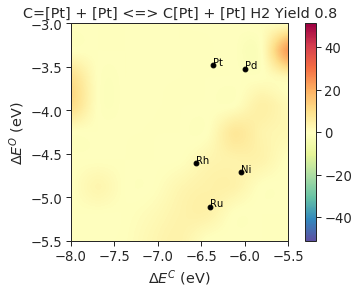 C=[Pt] + [Pt] <=> C[Pt] + [Pt] H2 Yield 0.8
−3.0
−3.5
−4.0
−4.5
−5.0
−5.5
ΔE^O (eV)
Pt
Pd
Rh
Ni
Ru
−8.0
−7.5
−7.0
−6.5
−6.0
−5.5
ΔE^C (eV)
40
20
0
−20
−40